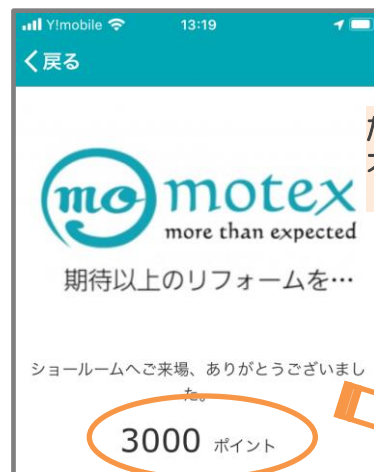 Y!mobile 13:19
戻る
mo motex
more than expected
期待以上のリフォームを…
ショールームへご来場、ありがとうございまし
た。
3000 ポイント